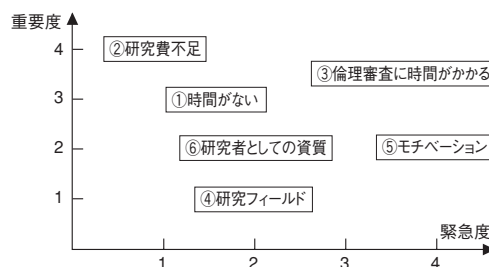 重要度
4
②研究費不足
③倫理審査に時間がかかる
3
①時間がない
2
⑥研究者としての資質
⑤モチベーション
1
④研究フィールド
緊急度
1
2
3
4